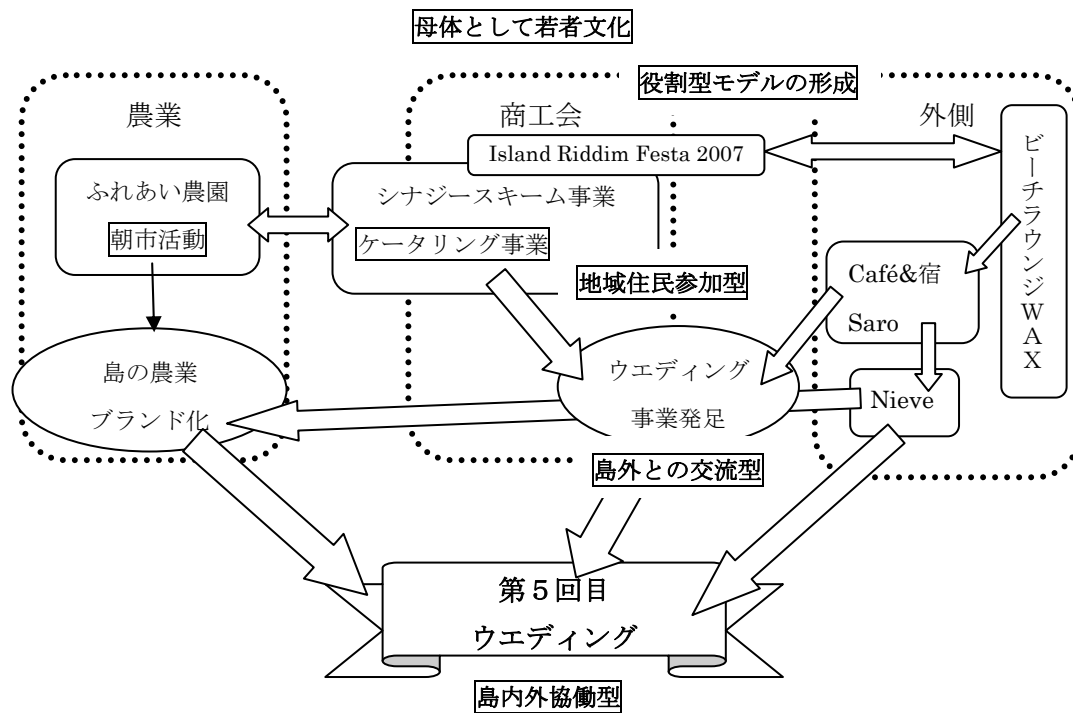 母体として若者文化
役割型モデルの形成
農業
商工会
外側
Island Riddim Festa 2007
ビーチラウンジWAX
ふれあい農園
朝市活動
シナジースキーム事業
ケータリング事業
地域住民参加型
Café&宿
Saro
島の農業
ブランド化
ウエディング
事業発足
Nieve
島外との交流型
第５回目
ウエディング
島内外協働型